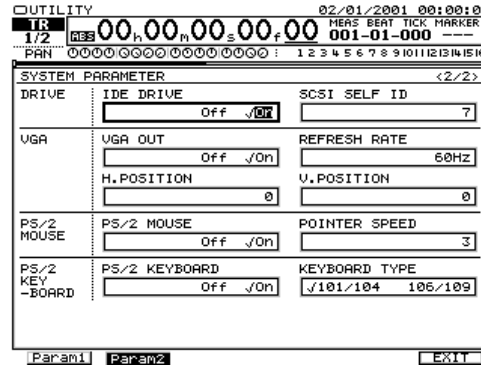 UTILITY 02/01/2001 00:00:0
TR 1/2 ABS 00h00m00s00f00 MEAS BEAT TICK MARKER 001-01-000 ---
PAN 1 2 3 4 5 6 7 8 9 10 11 12 13 14 15 16
SYSTEM PARAMETER <2/2>
DRIVE IDE DRIVE SCSI SELF ID
Off √On 7
VGA VGA OUT REFRESH RATE
Off √On 60Hz
H.POSITION V.POSITION
0 0
PS/2 MOUSE PS/2 MOUSE POINTER SPEED
Off √On 3
PS/2 KEY -BOARD PS/2 KEYBOARD KEYBOARD TYPE
Off √On √101/104 106/109
Param1 Param2 EXIT